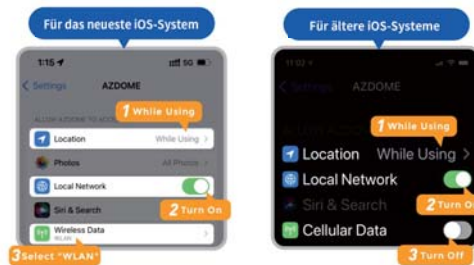 Für das neueste iOS-System
1:15
5G
Settings
AZDOME
ALLOW AZDOME TO ACCESS
1 While Using
Location
While Using
Photos
All Photos
Local Network
2 Turn On
Siri & Search
Wireless Data
WLAN
3 Select "WLAN"
Für ältere iOS-Systeme
11:02
Settings
AZDOME
1 While Using
Location
While Using
Local Network
Siri & Search
2 Turn On
Cellular Data
3 Turn Off